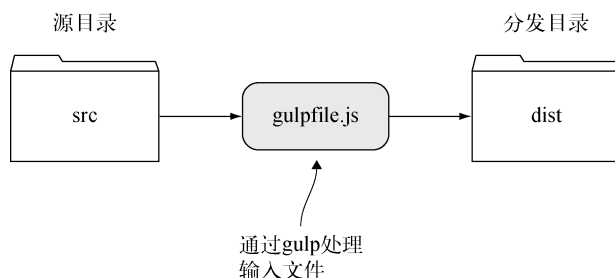 源目录
分发目录
src
gulpfile.js
dist
通过gulp处理
输入文件